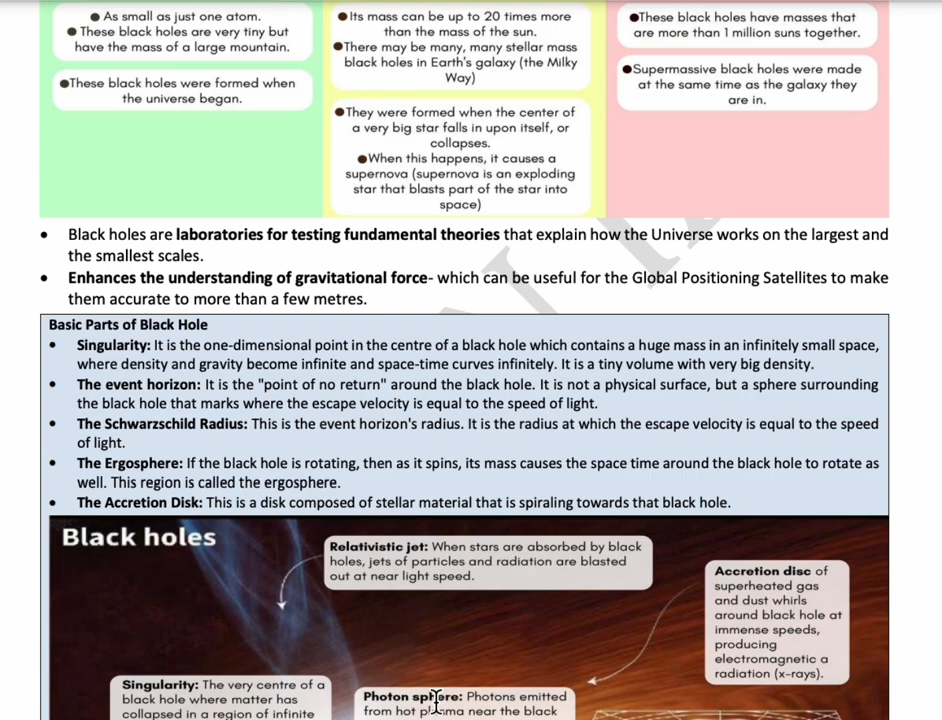 ● As small as just one atom.
● These black holes are very tiny but
have the mass of a large mountain.
●These black holes were formed when
the universe began.
●Its mass can be up to 20 times more
than the mass of the sun.
●There may be many, many stellar mass
black holes in Earth's galaxy (the Milky
Way)
●They were formed when the center of
a very big star falls in upon itself, or
collapses.
●When this happens, it causes a
supernova (supernova is an exploding
star that blasts part of the star into
space)
●These black holes have masses that
are more than 1 million suns together.
●Supermassive black holes were made
at the same time as the galaxy they
are in.
• Black holes are laboratories for testing fundamental theories that explain how the Universe works on the largest and
the smallest scales.
• Enhances the understanding of gravitational force- which can be useful for the Global Positioning Satellites to make
them accurate to more than a few metres.
Basic Parts of Black Hole
• Singularity: It is the one-dimensional point in the centre of a black hole which contains a huge mass in an infinitely small space,
where density and gravity become infinite and space-time curves infinitely. It is a tiny volume with very big density.
• The event horizon: It is the "point of no return" around the black hole. It is not a physical surface, but a sphere surrounding
the black hole that marks where the escape velocity is equal to the speed of light.
• The Schwarzschild Radius: This is the event horizon's radius. It is the radius at which the escape velocity is equal to the speed
of light.
• The Ergosphere: If the black hole is rotating, then as it spins, its mass causes the space time around the black hole to rotate as
well. This region is called the ergosphere.
• The Accretion Disk: This is a disk composed of stellar material that is spiraling towards that black hole.
Black holes
Relativistic jet: When stars are absorbed by black
holes, jets of particles and radiation are blasted
out at near light speed.
Accretion disc of
superheated gas
and dust whirls
around black hole at
immense speeds,
producing
electromagnetic a
radiation (x-rays).
Singularity: The very centre of a
black hole where matter has
collapsed in a region of infinite
Photon sphere: Photons emitted
from hot plasma near the black